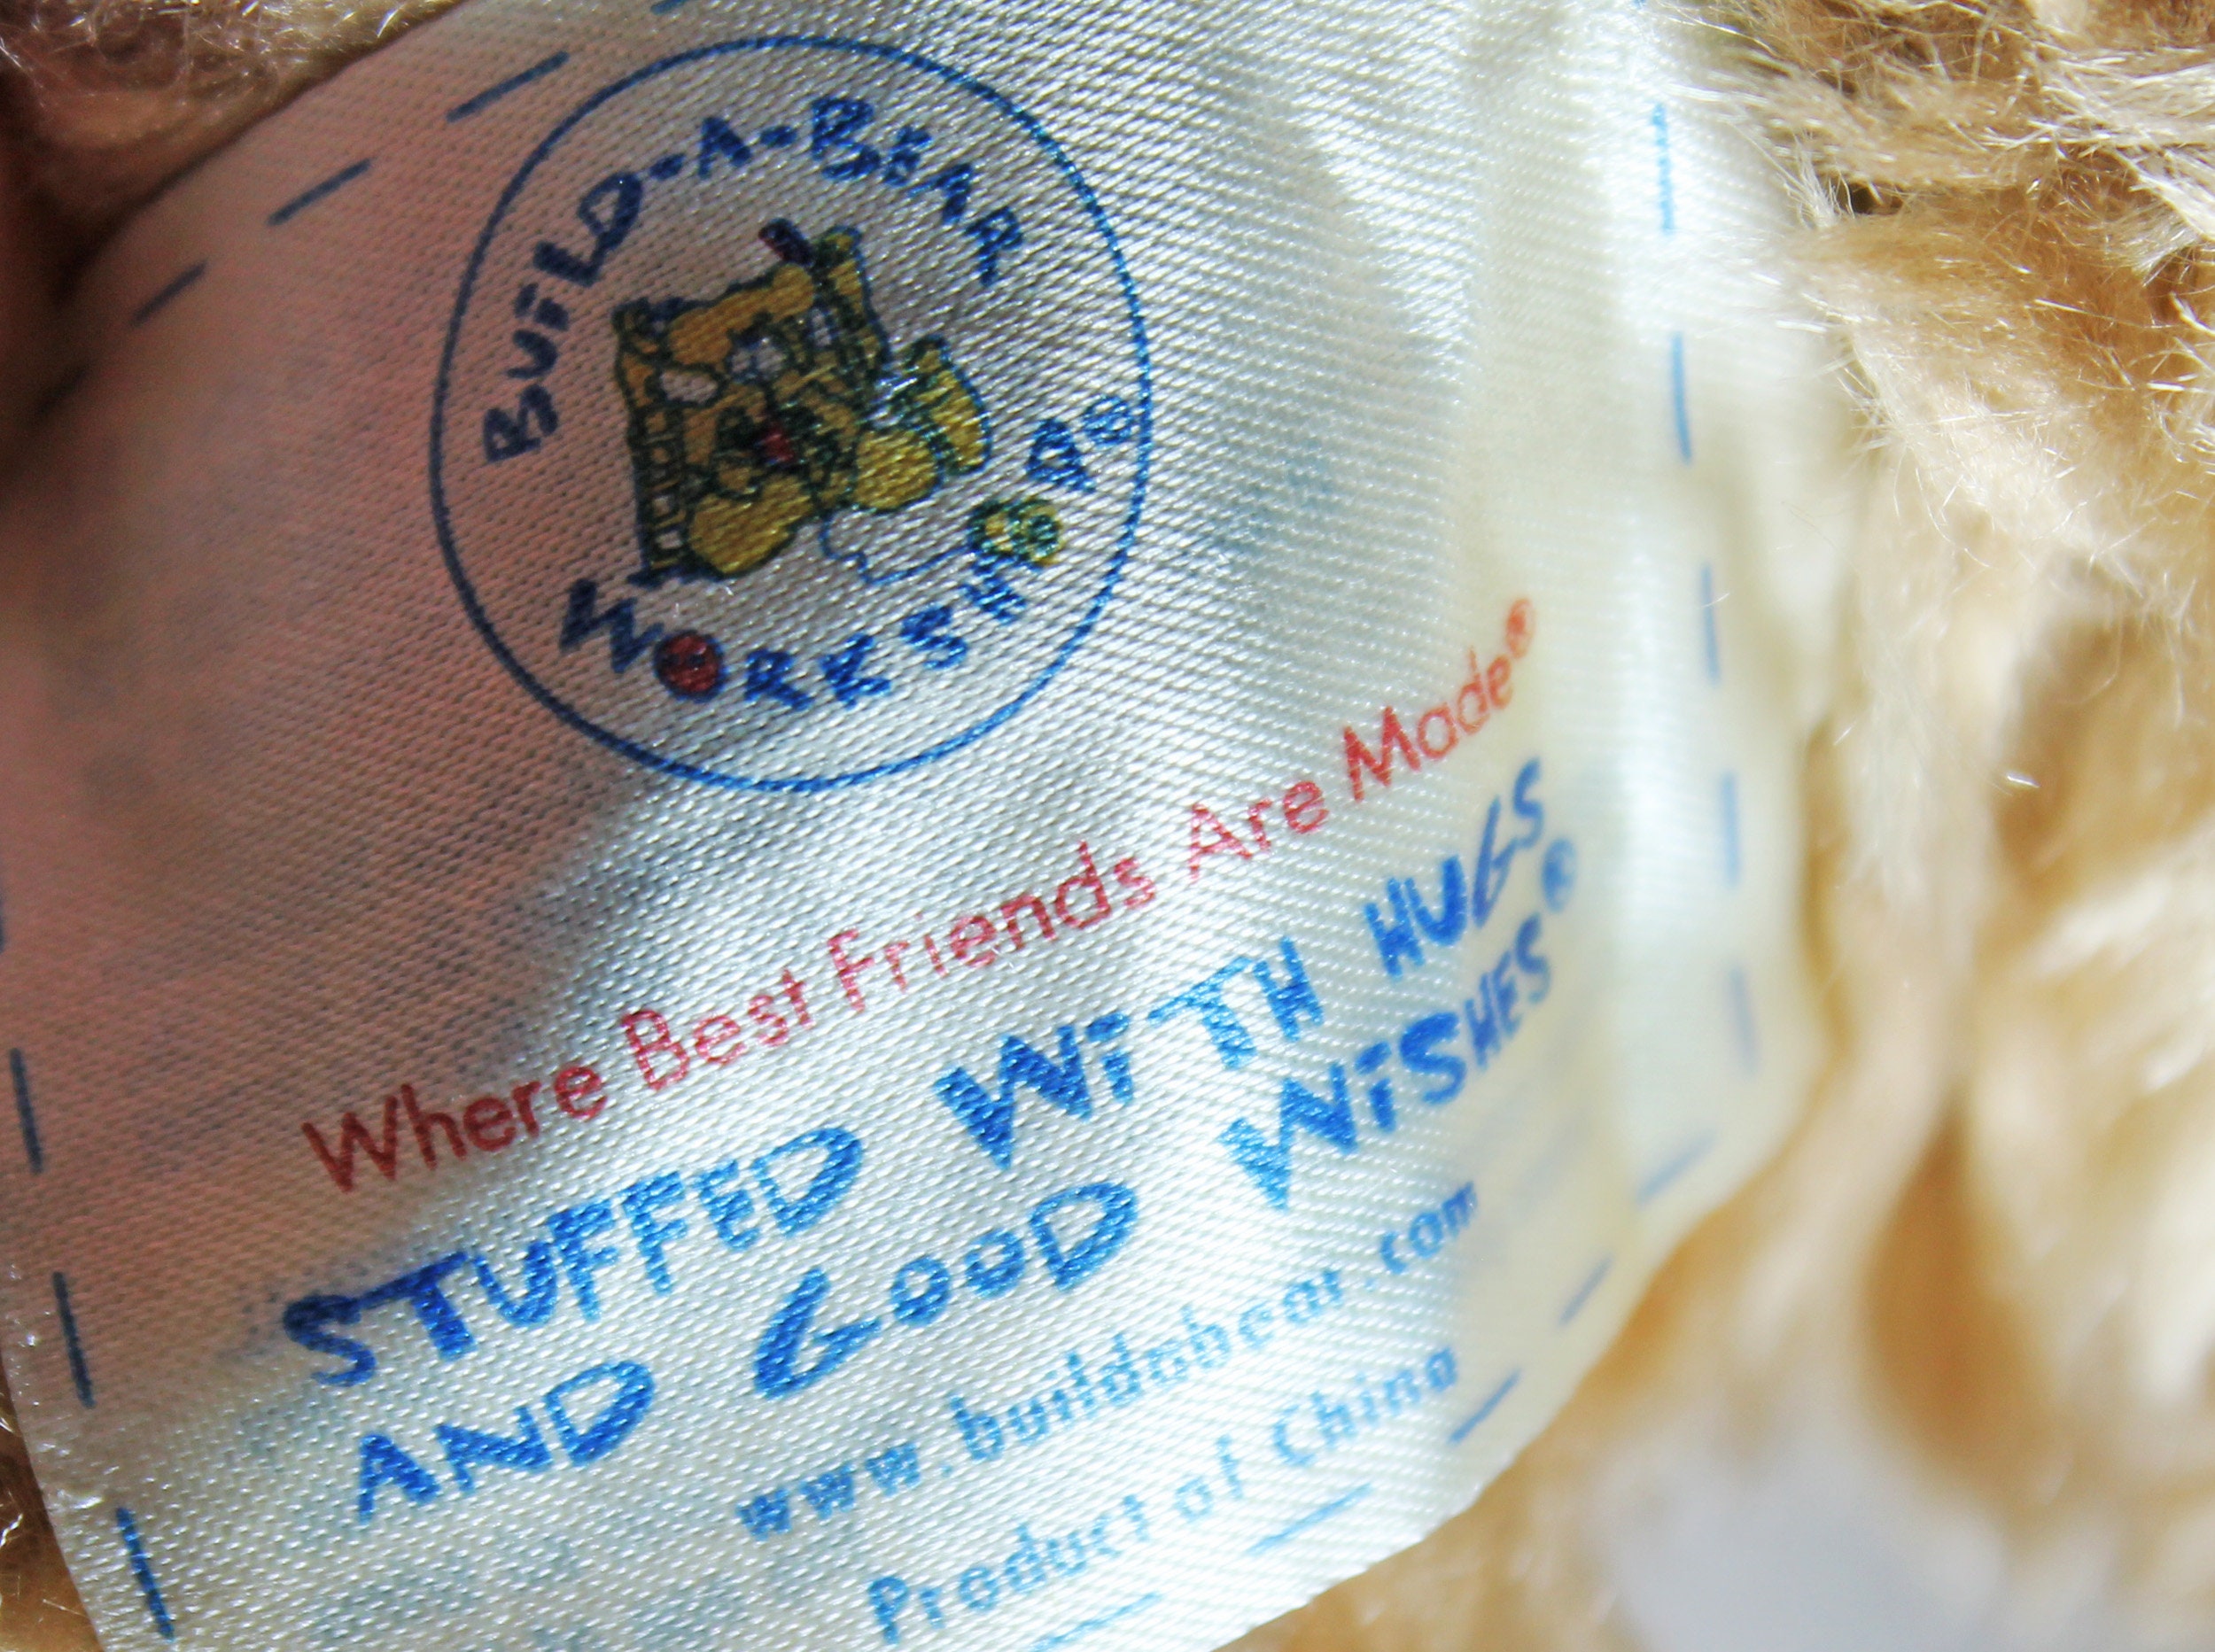 BUiLD-A-BEAR
WORKSHOP®
Where Best Friends Are Made®
STUFFED WiTH HUGS
AND GOOD WiSHES®
www.buildabear.com
Product of China